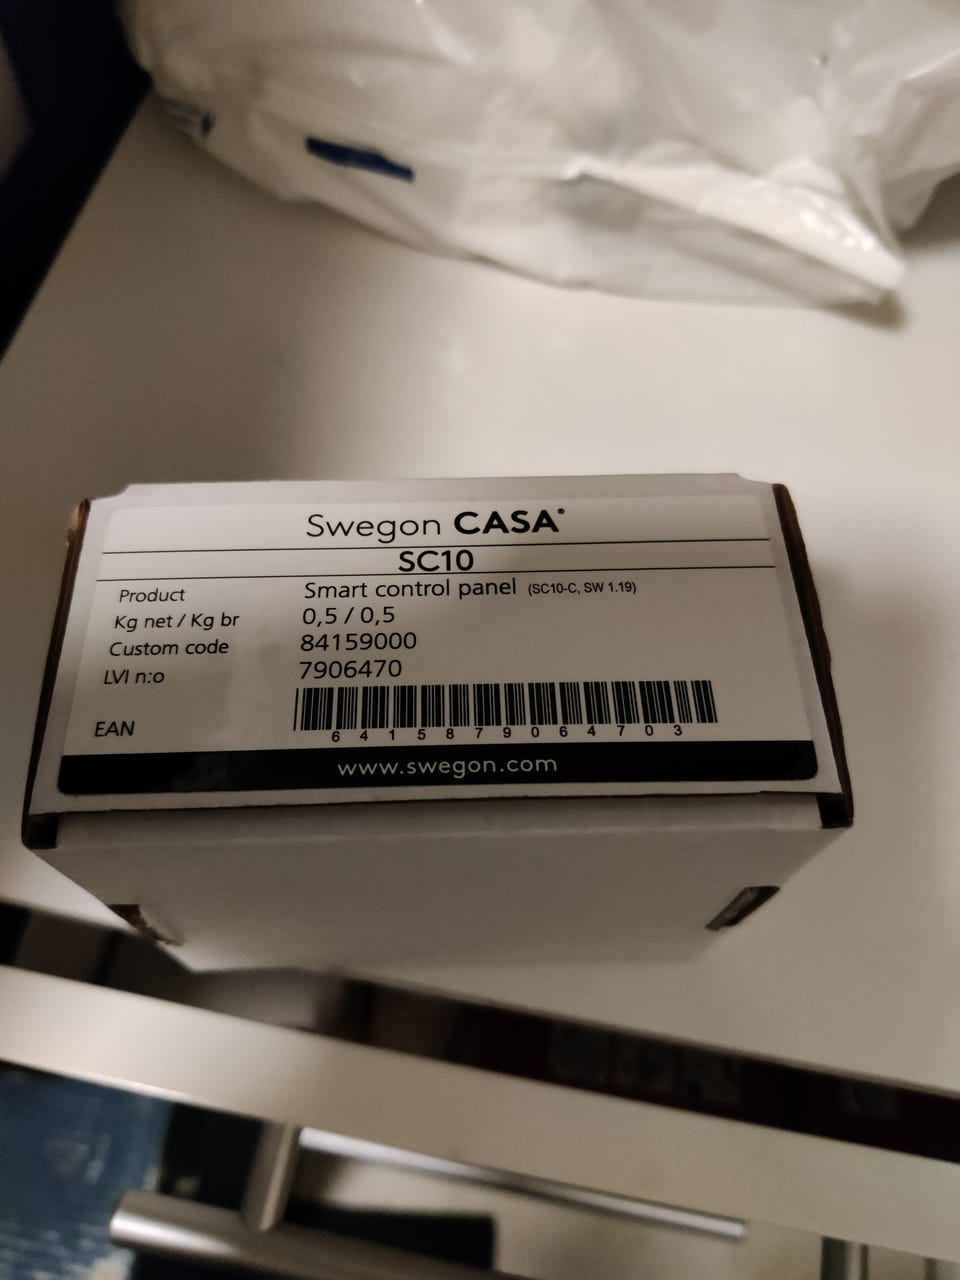 Swegon CASA®
SC10
Product Smart control panel (SC10-C, SW 1.19)
Kg net / Kg br 0,5 / 0,5
Custom code 84159000
LVI n:o 7906470
EAN
6415879064703
www.swegon.com